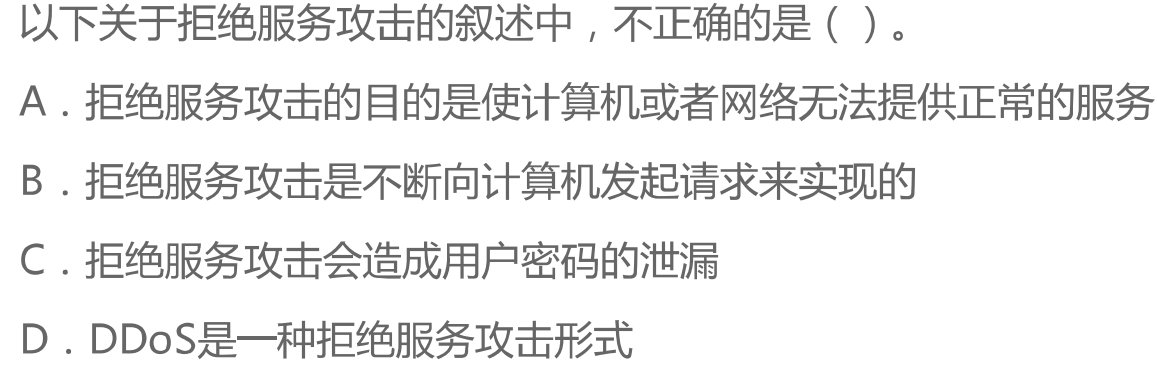 以下关于拒绝服务攻击的叙述中，不正确的是（ ）。
A．拒绝服务攻击的目的是使计算机或者网络无法提供正常的服务
B．拒绝服务攻击是不断向计算机发起请求来实现的
C．拒绝服务攻击会造成用户密码的泄漏
D．DDoS是一种拒绝服务攻击形式